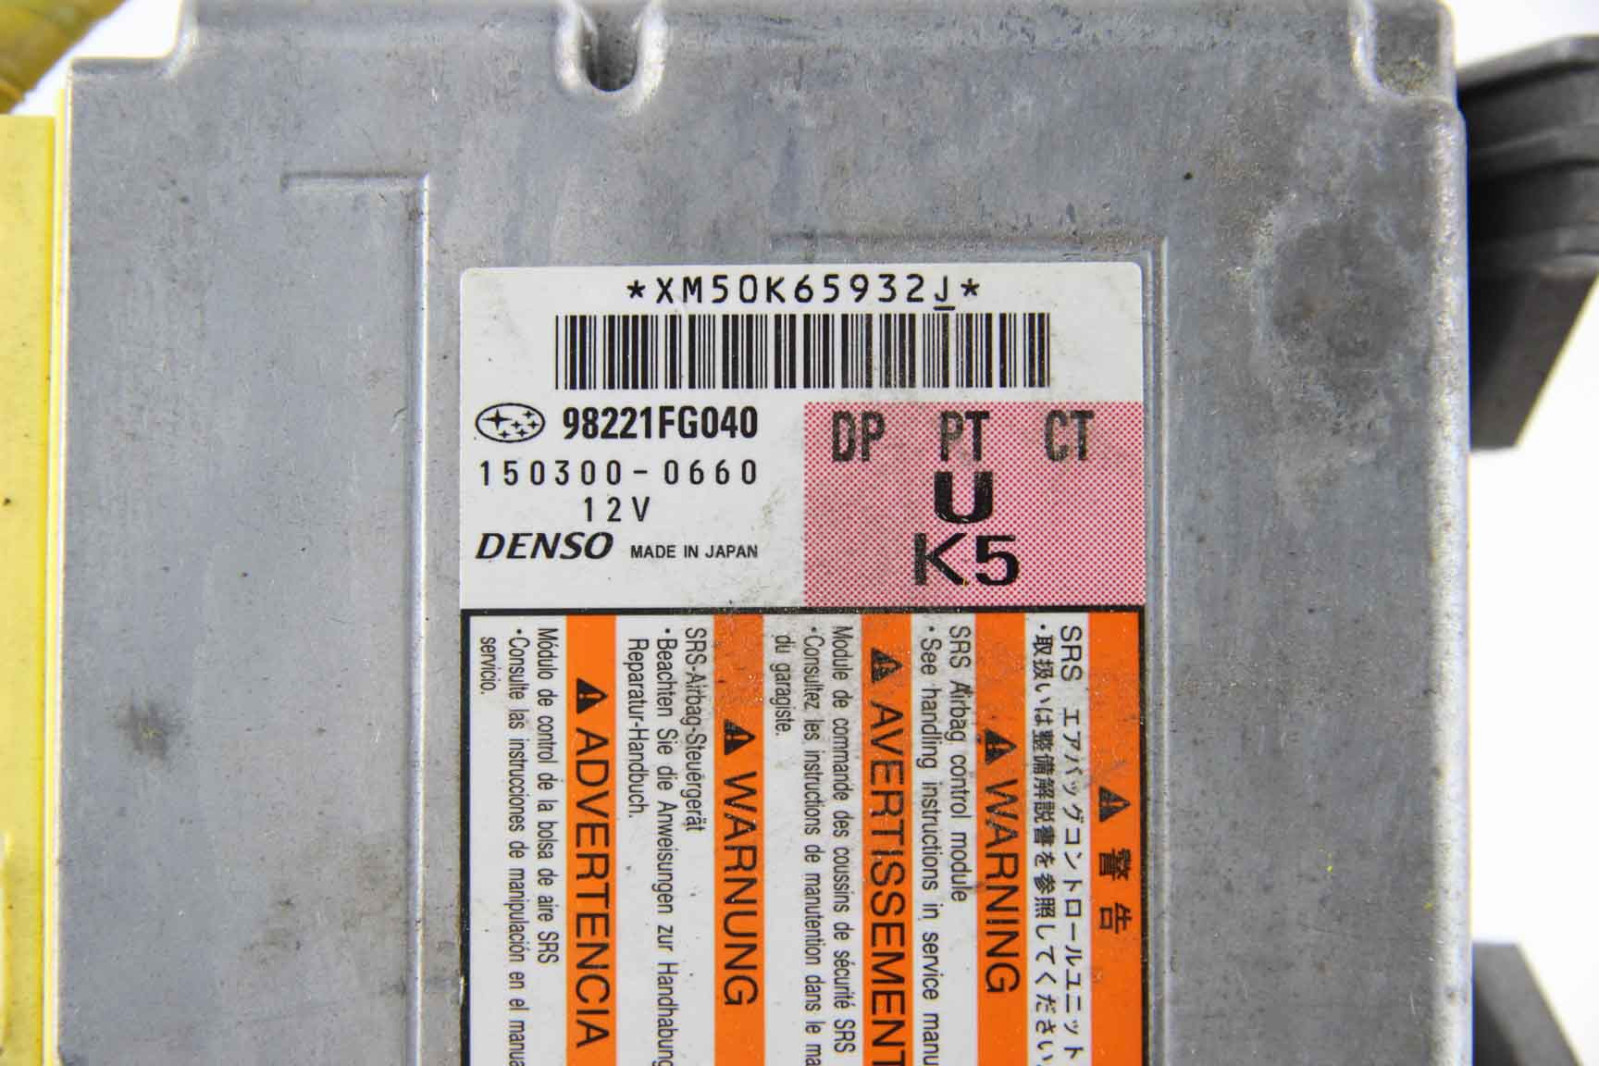 *XM50K65932J*
98221FG040
150300-0660
12V
DENSO MADE IN JAPAN
DP PT CT
U
K5
警告
SRS エアバッグコントロールユニット
・取扱いは整備解説書を参照してください。
WARNING
SRS Airbag control module
・See handling instructions in service manu
AVERTISSEMENT
Module de commande des coussins de sécurité SRS
・Consultez les instructions de manutention dans le ma
du garagiste.
WARNUNG
SRS-Airbag-Steuergerät
・Beachten Sie die Anweisungen zur Handhabung
Reparatur-Handbuch.
ADVERTENCIA
Módulo de control de la bolsa de aire SRS
・Consulte las instrucciones de manipulación en el manua
servicio.